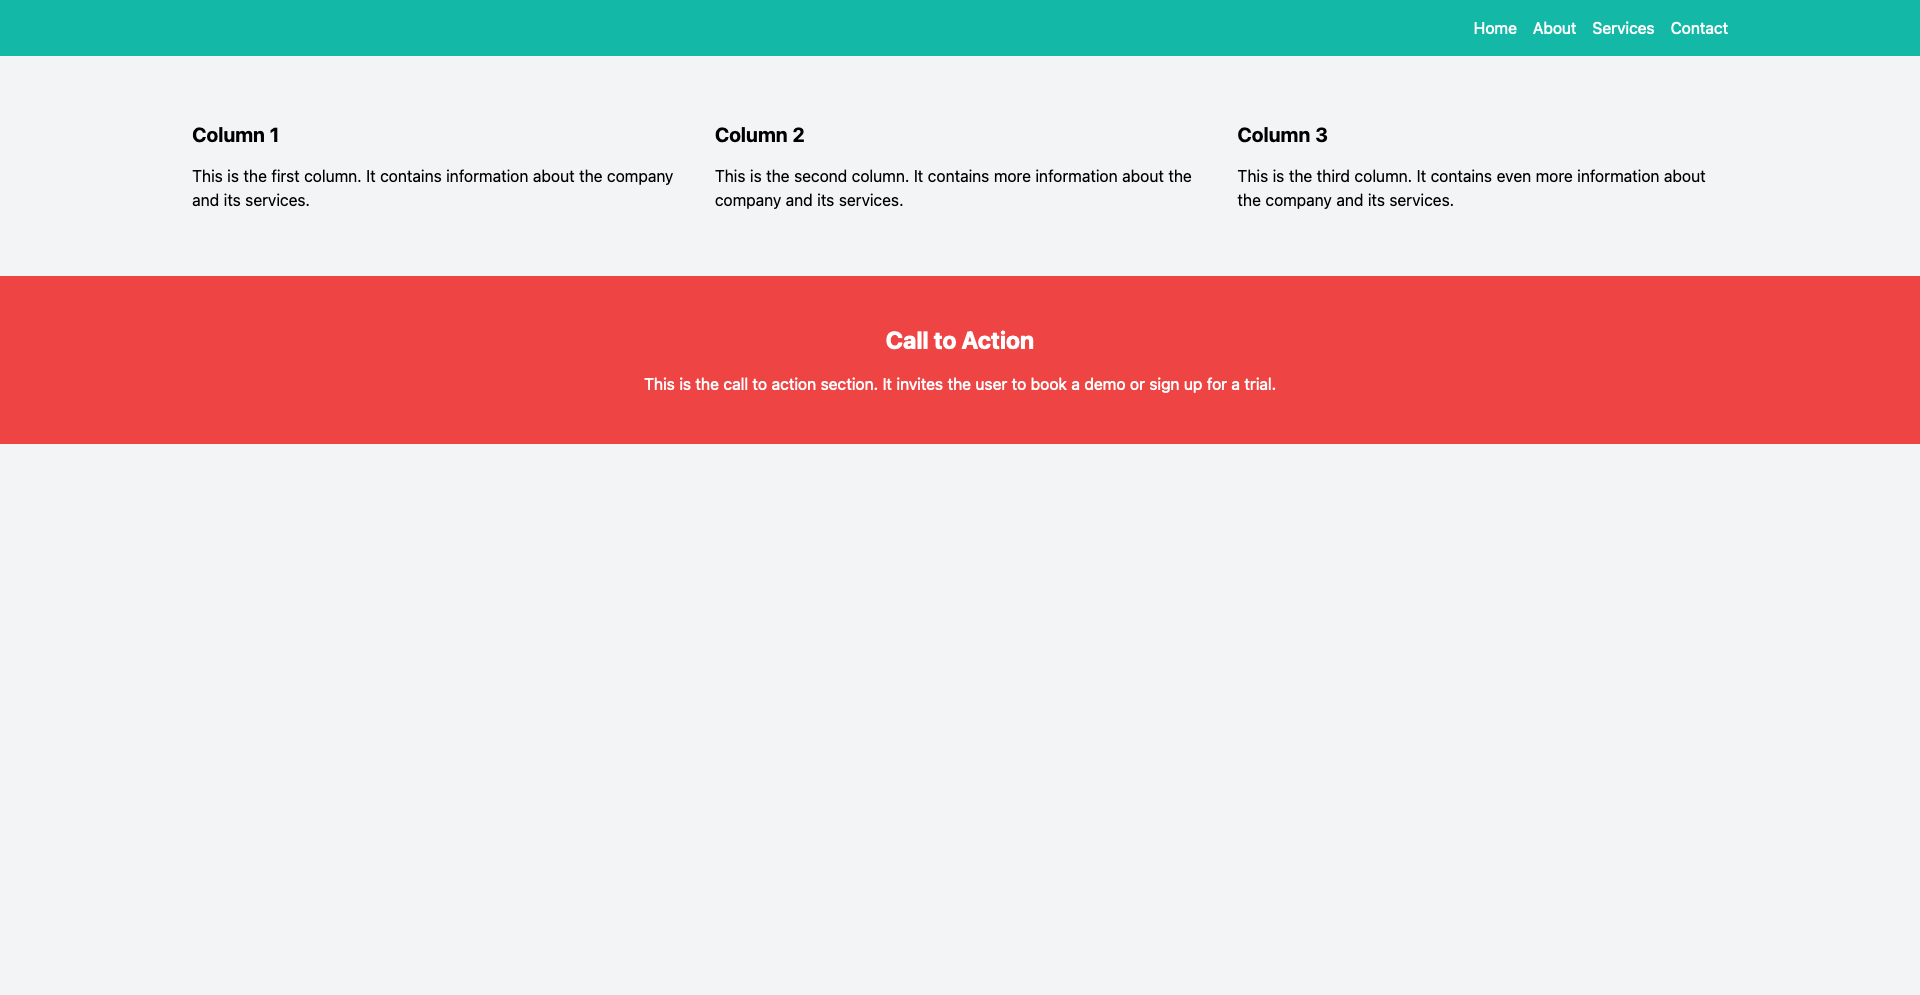 Home About Services Contact
Column 1
This is the first column. It contains information about the company
and its services.
Column 2
This is the second column. It contains more information about the
company and its services.
Column 3
This is the third column. It contains even more information about
the company and its services.
Call to Action
This is the call to action section. It invites the user to book a demo or sign up for a trial.